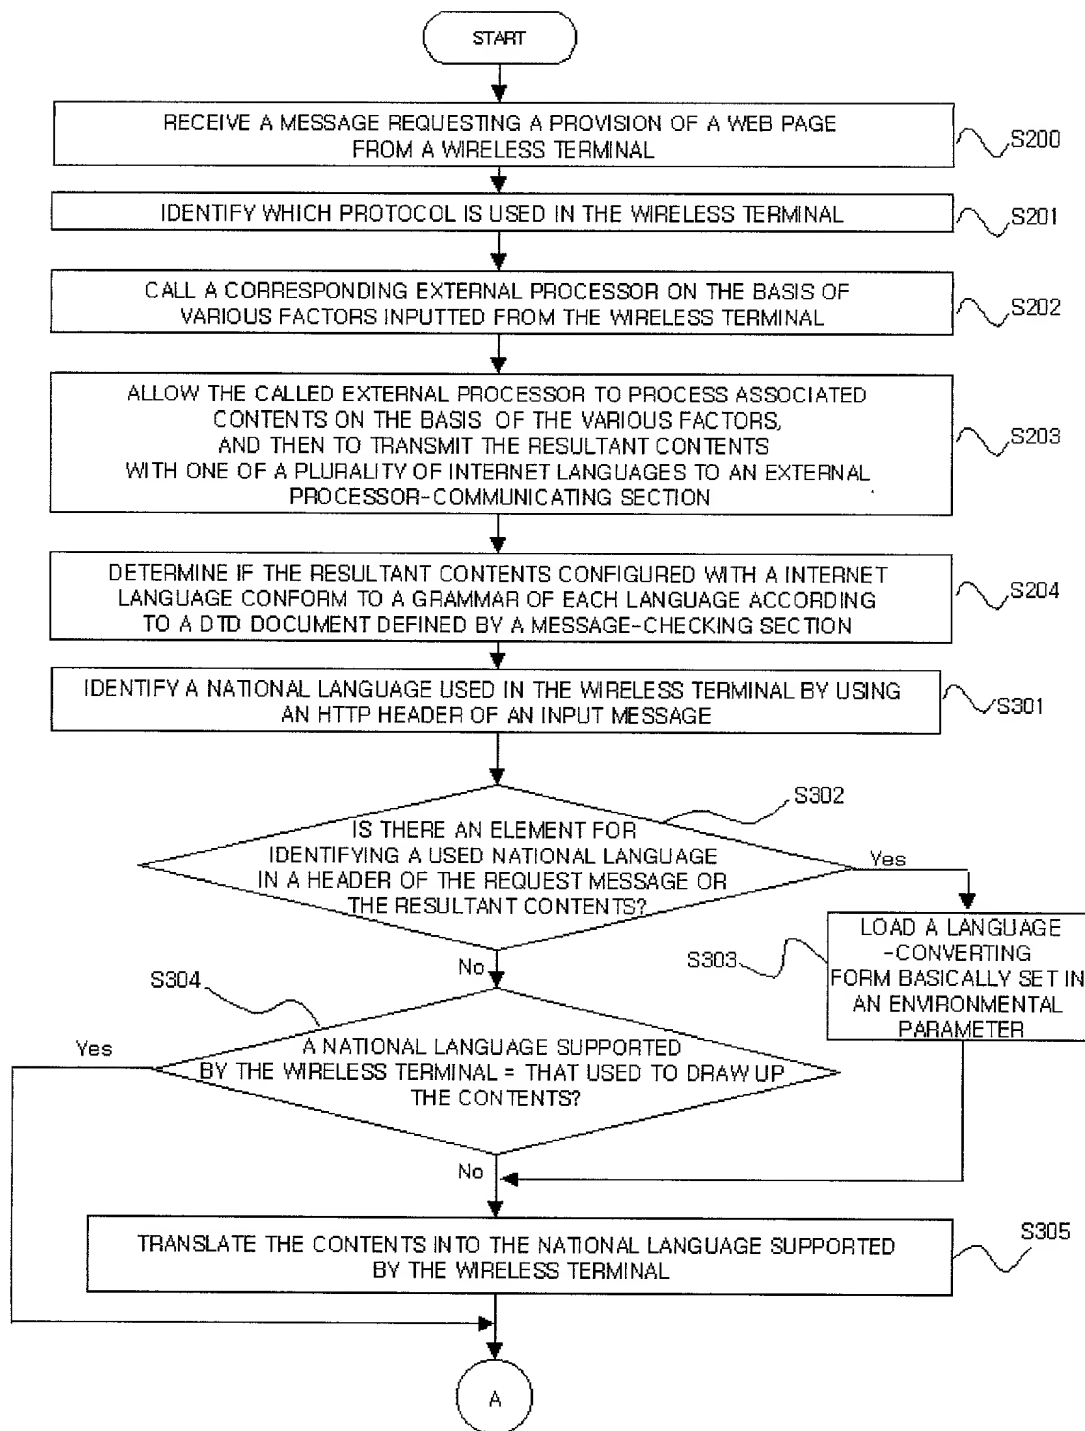 START
RECEIVE A MESSAGE REQUESTING A PROVISION OF A WEB PAGE
FROM A WIRELESS TERMINAL
S200
IDENTIFY WHICH PROTOCOL IS USED IN THE WIRELESS TERMINAL
S201
CALL A CORRESPONDING EXTERNAL PROCESSOR ON THE BASIS OF
VARIOUS FACTORS INPUTTED FROM THE WIRELESS TERMINAL
S202
ALLOW THE CALLED EXTERNAL PROCESSOR TO PROCESS ASSOCIATED
CONTENTS ON THE BASIS OF THE VARIOUS FACTORS,
AND THEN TO TRANSMIT THE RESULTANT CONTENTS
WITH ONE OF A PLURALITY OF INTERNET LANGUAGES TO AN EXTERNAL
PROCESSOR-COMMUNICATING SECTION
S203
DETERMINE IF THE RESULTANT CONTENTS CONFIGURED WITH A INTERNET
LANGUAGE CONFORM TO A GRAMMAR OF EACH LANGUAGE ACCORDING
TO A DTD DOCUMENT DEFINED BY A MESSAGE-CHECKING SECTION
S204
IDENTIFY A NATIONAL LANGUAGE USED IN THE WIRELESS TERMINAL BY USING
AN HTTP HEADER OF AN INPUT MESSAGE
S301
S302
IS THERE AN ELEMENT FOR
IDENTIFYING A USED NATIONAL LANGUAGE
IN A HEADER OF THE REQUEST MESSAGE OR
THE RESULTANT CONTENTS?
Yes
No
S303
LOAD A LANGUAGE
-CONVERTING
FORM BASICALLY SET IN
AN ENVIRONMENTAL
PARAMETER
S304
Yes
A NATIONAL LANGUAGE SUPPORTED
BY THE WIRELESS TERMINAL = THAT USED TO DRAW UP
THE CONTENTS?
No
TRANSLATE THE CONTENTS INTO THE NATIONAL LANGUAGE SUPPORTED
BY THE WIRELESS TERMINAL
S305
A